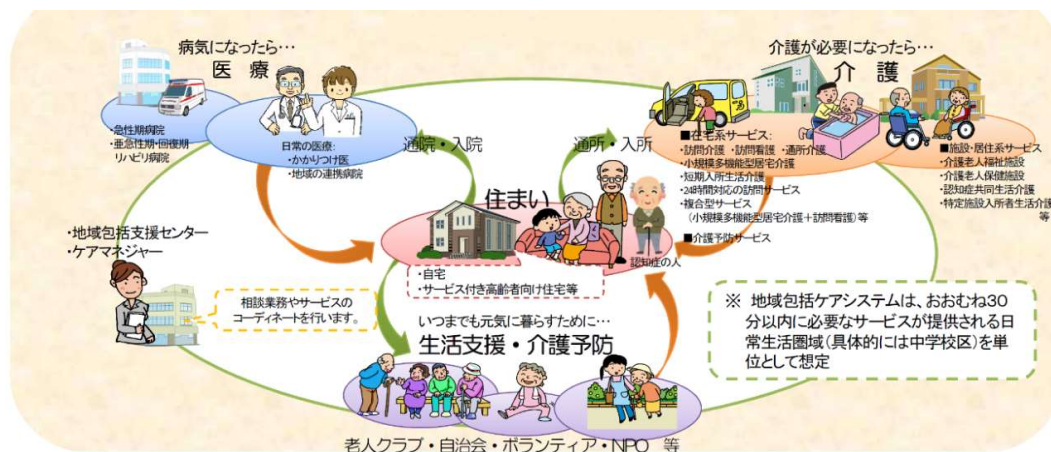 病気になったら…
医 療
・急性期病院
・亜急性期・回復期
リハビリ病院
日常の医療：
・かかりつけ医
・地域の連携病院
通院・入院
通所・入所
介護が必要になったら…
介 護
■在宅系サービス：
・訪問介護 ・訪問看護 ・通所介護
・小規模多機能型居宅介護
・短期入所生活介護
・24時間対応の訪問サービス
・複合型サービス
（小規模多機能型居宅介護＋訪問看護）等
■介護予防サービス
■施設・居住系サービス
・介護老人福祉施設
・介護老人保健施設
・認知症共同生活介護
・特定施設入所者生活介護
等
住まい
認知症の人
・自宅
・サービス付き高齢者向け住宅等
・地域包括支援センター
・ケアマネジャー
相談業務やサービスの
コーディネートを行います。
いつまでも元気に暮らすために…
生活支援・介護予防
老人クラブ・自治会・ボランティア・NPO 等
※ 地域包括ケアシステムは、おおむね30
分以内に必要なサービスが提供される日
常生活圏域（具体的には中学校区）を単
位として想定